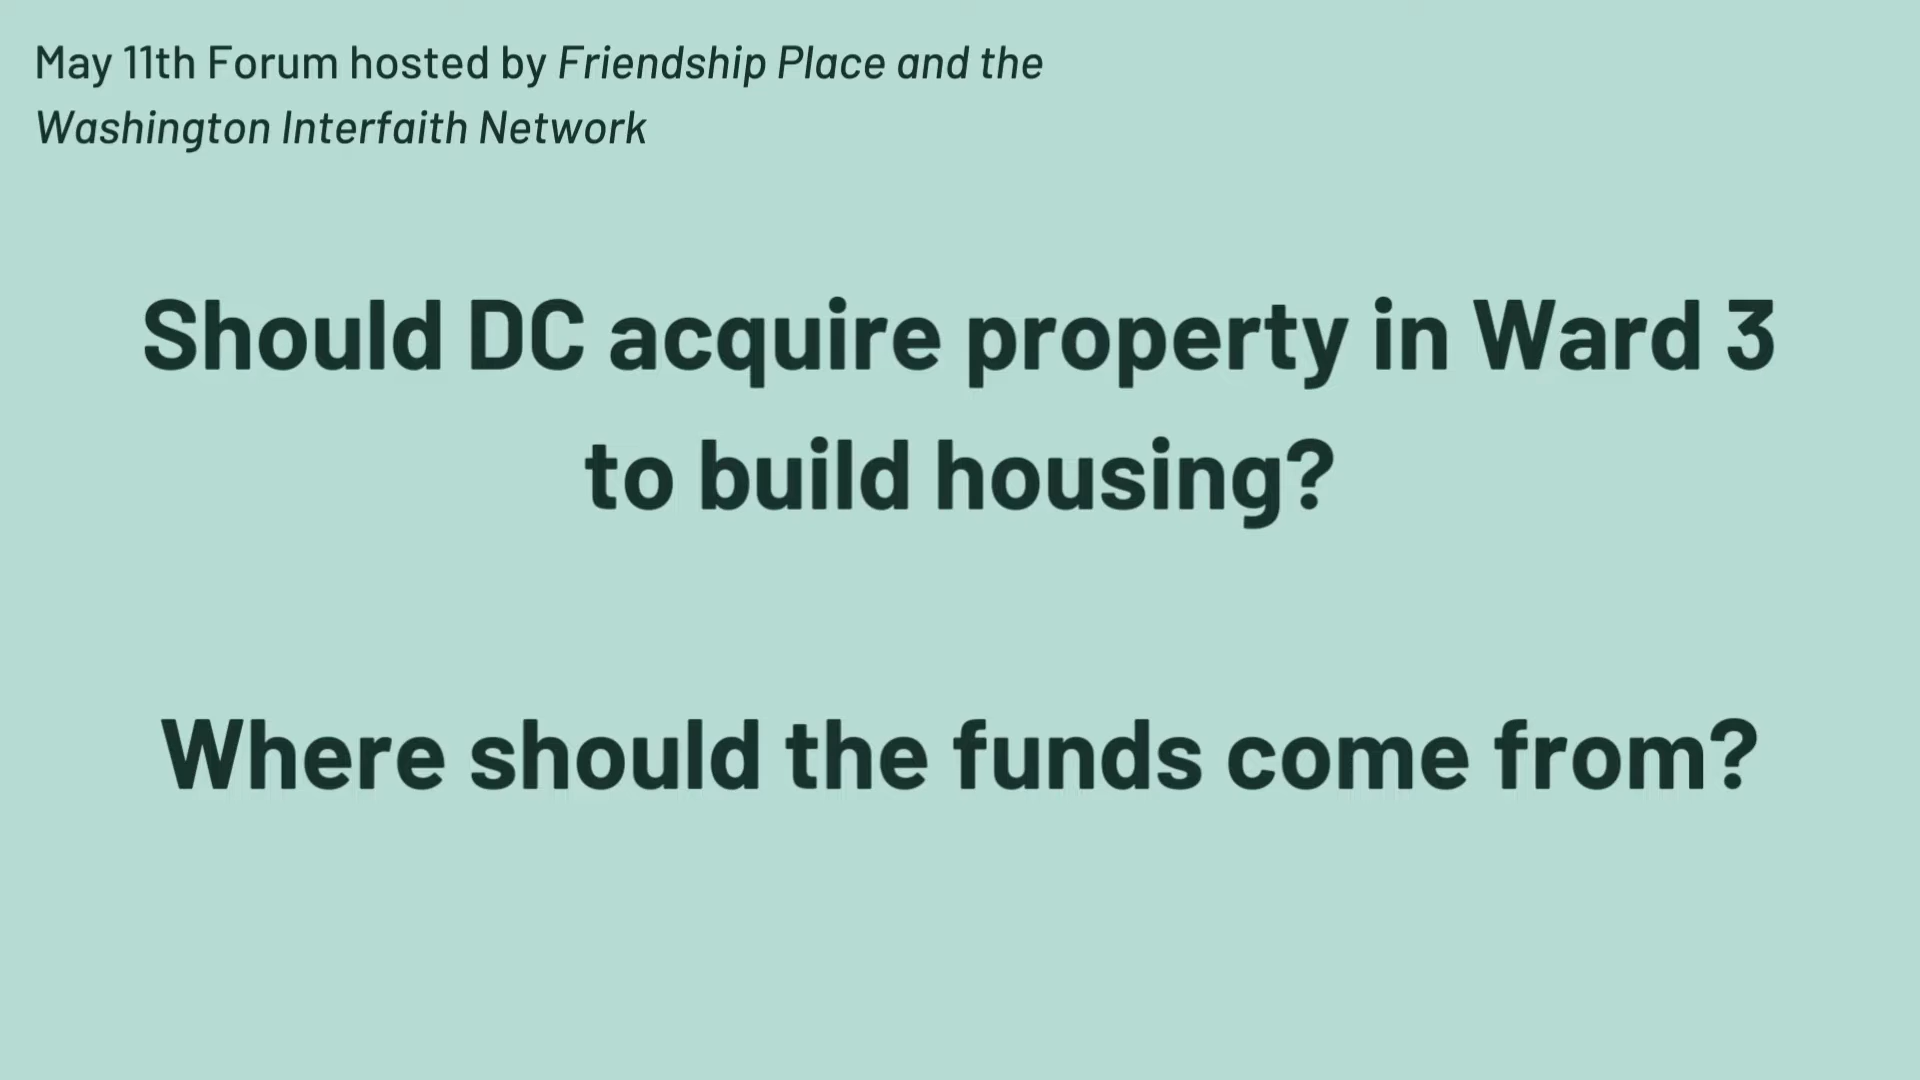 May 11th Forum hosted by Friendship Place and the
Washington Interfaith Network
Should DC acquire property in Ward 3
to build housing?
Where should the funds come from?